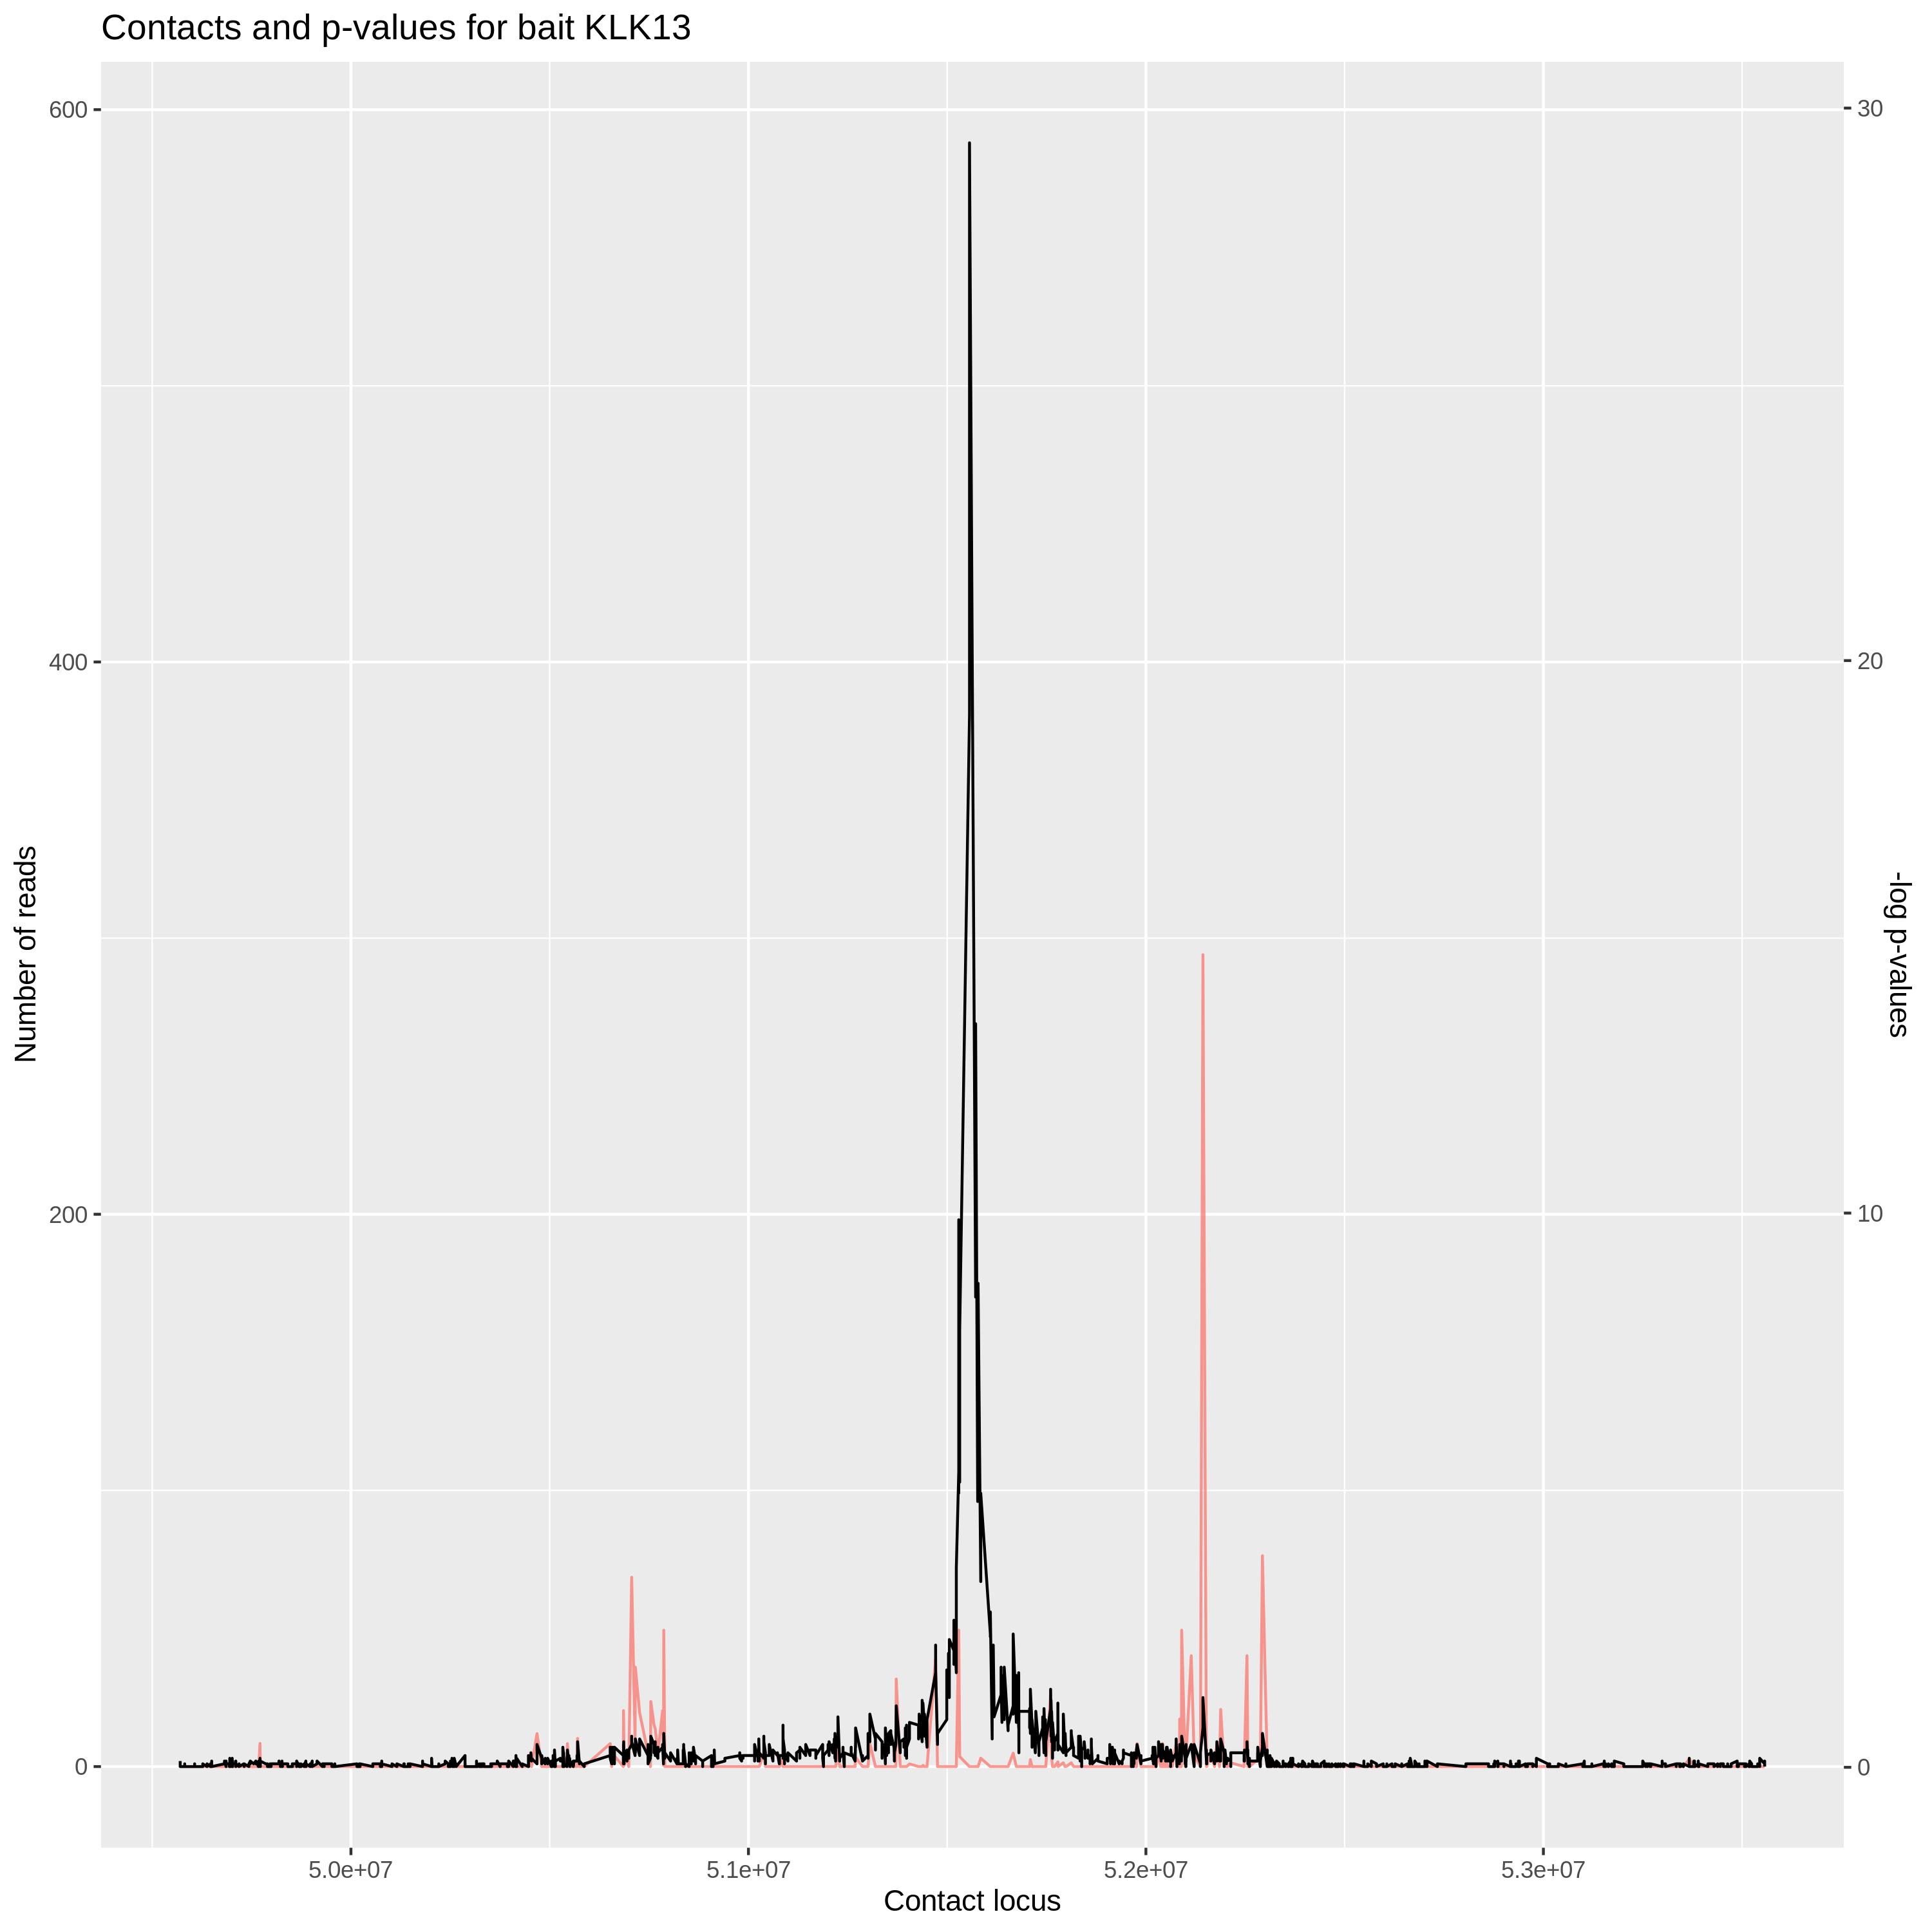 Contacts and p-values for bait KLK13
600
400
200
0
Number of reads
30
20
10
0
-log p-values
5.0e+07
5.1e+07
5.2e+07
5.3e+07
Contact locus